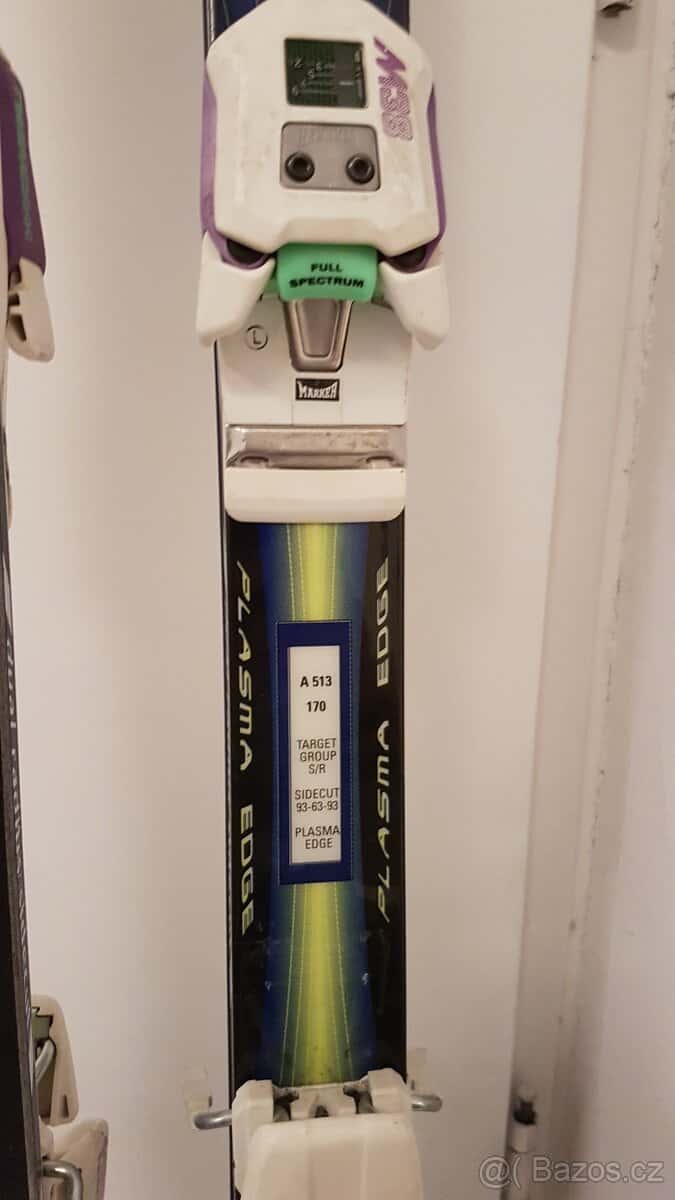 M38
FULL
SPECTRUM
L
MARKER
PLASMA EDGE
PLASMA EDGE
A 513
170
TARGET
GROUP
S/R
SIDECUT
93-63-93
PLASMA
EDGE
@( Bazos.cz